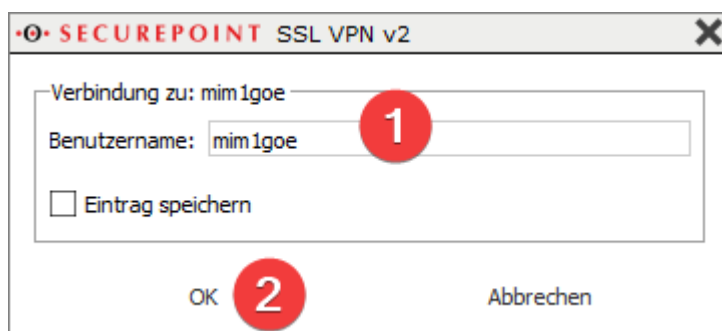 SECUREPOINT SSL VPN v2
Verbindung zu: mim1goe
1
Benutzername: mim1goe
Eintrag speichern
OK 2 Abbrechen